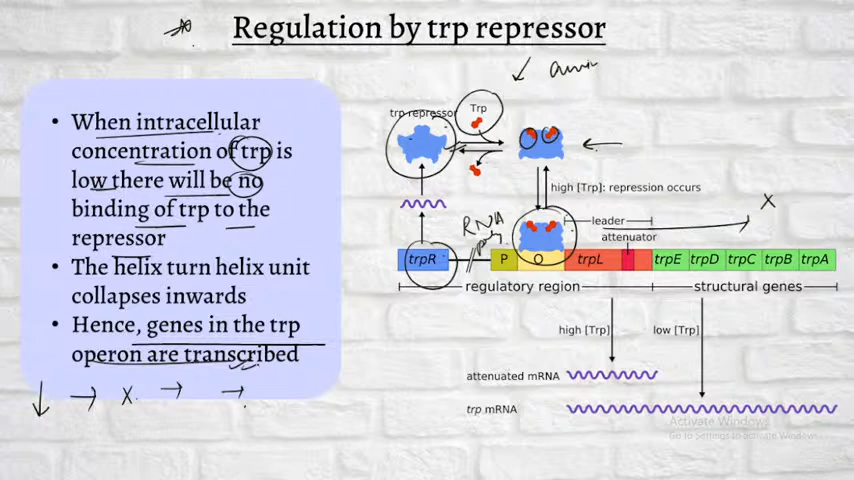 Regulation by trp repressor
• When intracellular
concentration of trp is
low there will be no
binding of trp to the
repressor
• The helix turn helix unit
collapses inwards
• Hence, genes in the trp
operon are transcribed
trp repressor
Trp
high [Trp]: repression occurs
RNA
leader
attenuator
trpR
P
O
trpL
trpE
trpD
trpC
trpB
trpA
regulatory region
structural genes
high [Trp]
low [Trp]
attenuated mRNA
trp mRNA
Activate Windows
Go to Settings to activate Windows.